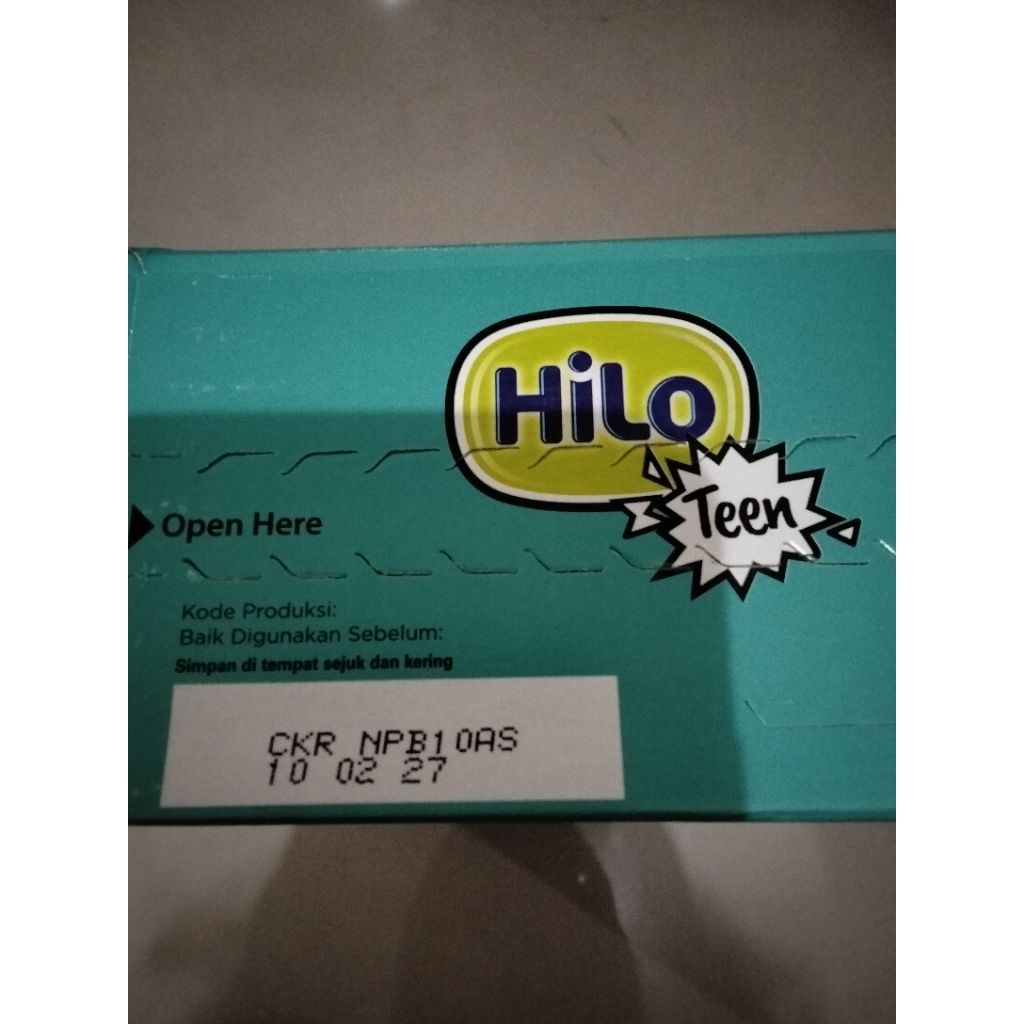 HiLo
Teen
Open Here
Kode Produksi:
Baik Digunakan Sebelum:
Simpan di tempat sejuk dan kering
CKR NPB10AS
10 02 27